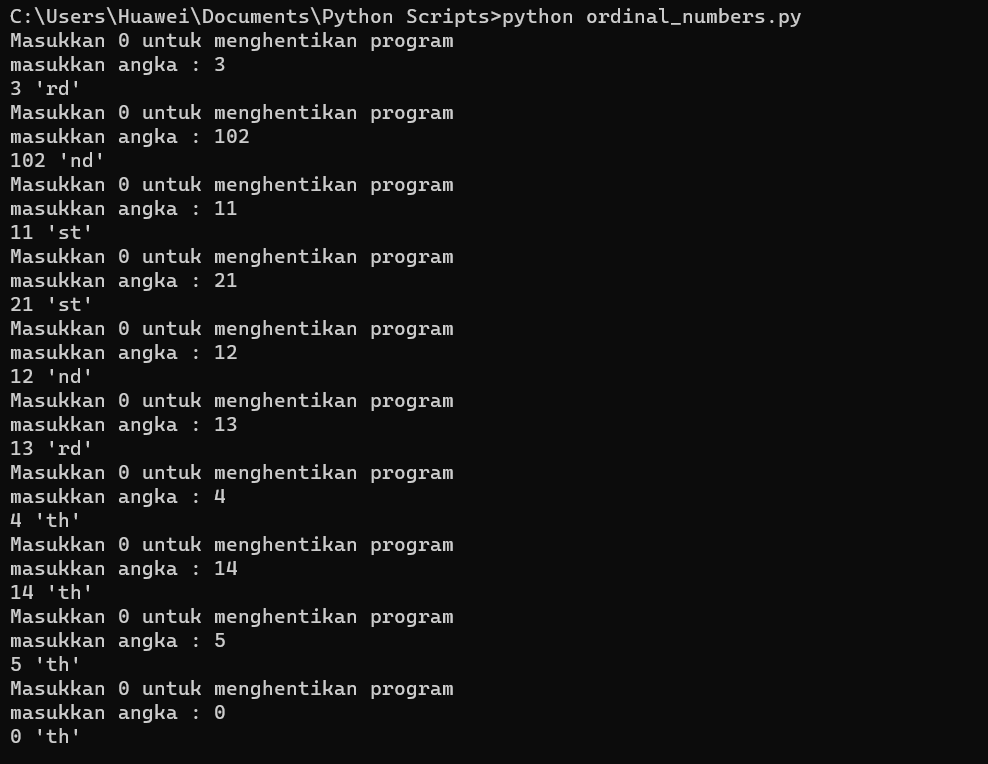 C:\Users\Huawei\Documents\Python Scripts>python ordinal_numbers.py
Masukkan 0 untuk menghentikan program
masukkan angka : 3
3 'rd'
Masukkan 0 untuk menghentikan program
masukkan angka : 102
102 'nd'
Masukkan 0 untuk menghentikan program
masukkan angka : 11
11 'st'
Masukkan 0 untuk menghentikan program
masukkan angka : 21
21 'st'
Masukkan 0 untuk menghentikan program
masukkan angka : 12
12 'nd'
Masukkan 0 untuk menghentikan program
masukkan angka : 13
13 'rd'
Masukkan 0 untuk menghentikan program
masukkan angka : 4
4 'th'
Masukkan 0 untuk menghentikan program
masukkan angka : 14
14 'th'
Masukkan 0 untuk menghentikan program
masukkan angka : 5
5 'th'
Masukkan 0 untuk menghentikan program
masukkan angka : 0
0 'th'